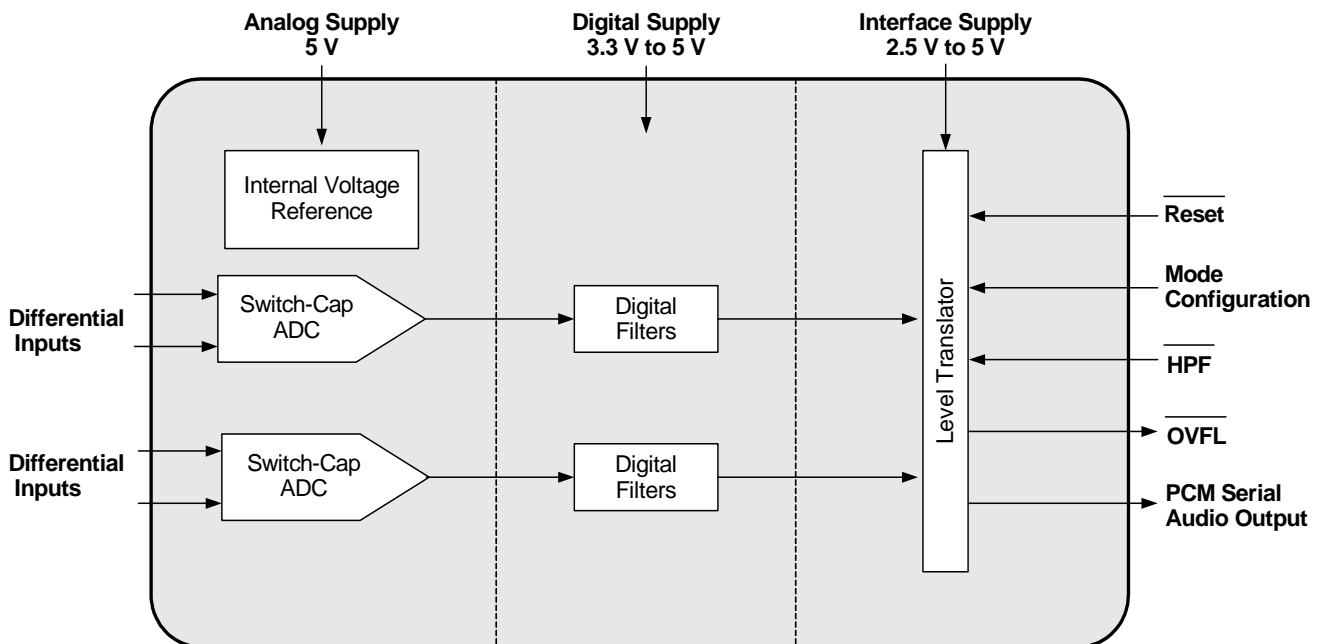 Analog Supply
5 V
Digital Supply
3.3 V to 5 V
Interface Supply
2.5 V to 5 V
Internal Voltage
Reference
Differential
Inputs
Switch-Cap
ADC
Digital
Filters
Differential
Inputs
Switch-Cap
ADC
Digital
Filters
Level Translator
Reset
Mode
Configuration
HPF
OVFL
PCM Serial
Audio Output